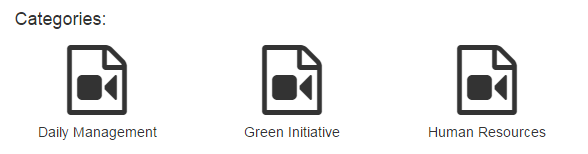 Categories:
Daily Management
Green Initiative
Human Resources